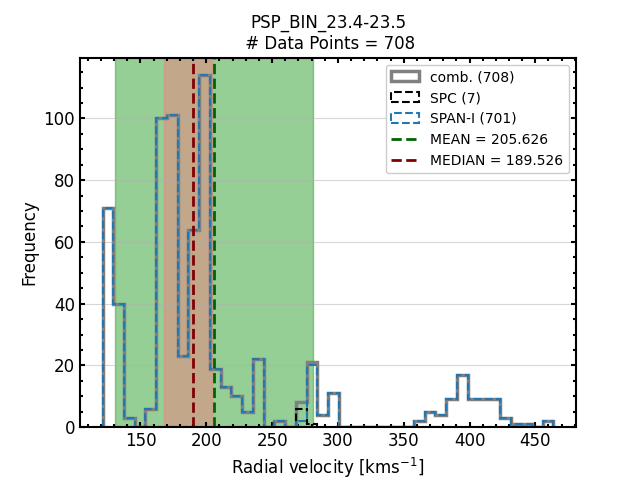 PSP_BIN_23.4-23.5
# Data Points = 708
comb. (708)
SPC (7)
SPAN-I (701)
MEAN = 205.626
MEDIAN = 189.526
Frequency
100
80
60
40
20
0
150 200 250 300 350 400 450
Radial velocity [kms⁻¹]